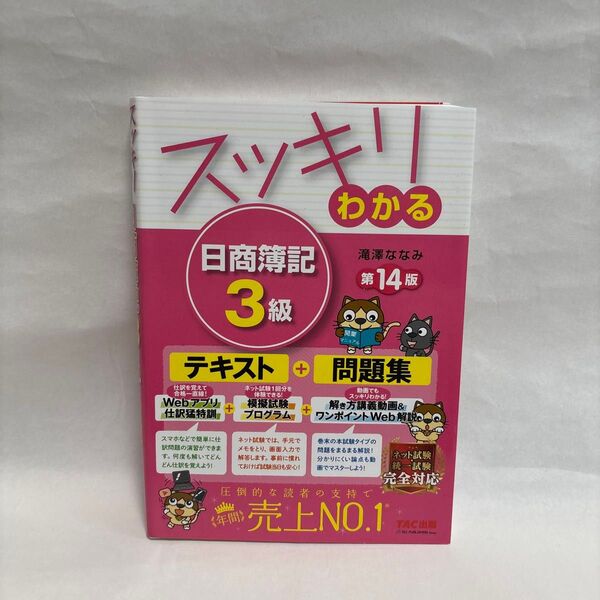 スッキリ
わかる
日商簿記
3級
滝澤ななみ
第14版
開業
マニュアル
テキスト + 問題集
仕訳を覚えて
合格一直線!
Webアプリ
仕訳猛特訓
+
ネット試験1回分を
体験できる!
模擬試験
プログラム
+
動画でも
スッキリわかる!
解き方講義動画&
ワンポイントWeb解説
スマホなどで簡単に仕
訳問題の演習ができま
す。何度も解いてどん
どん仕訳を覚えよう!
ネット試験では、手元で
メモをとり、画面入力で
解答します。事前に慣れ
ておけば試験当日も安心!
巻末の本試験タイプの
問題をまるまる解説!
分かりにくい論点も動
画でマスターしよう!
ネット試験
統一試験
完全対応
圧倒的な読者の支持で
年間 売上NO.1
TAC出版